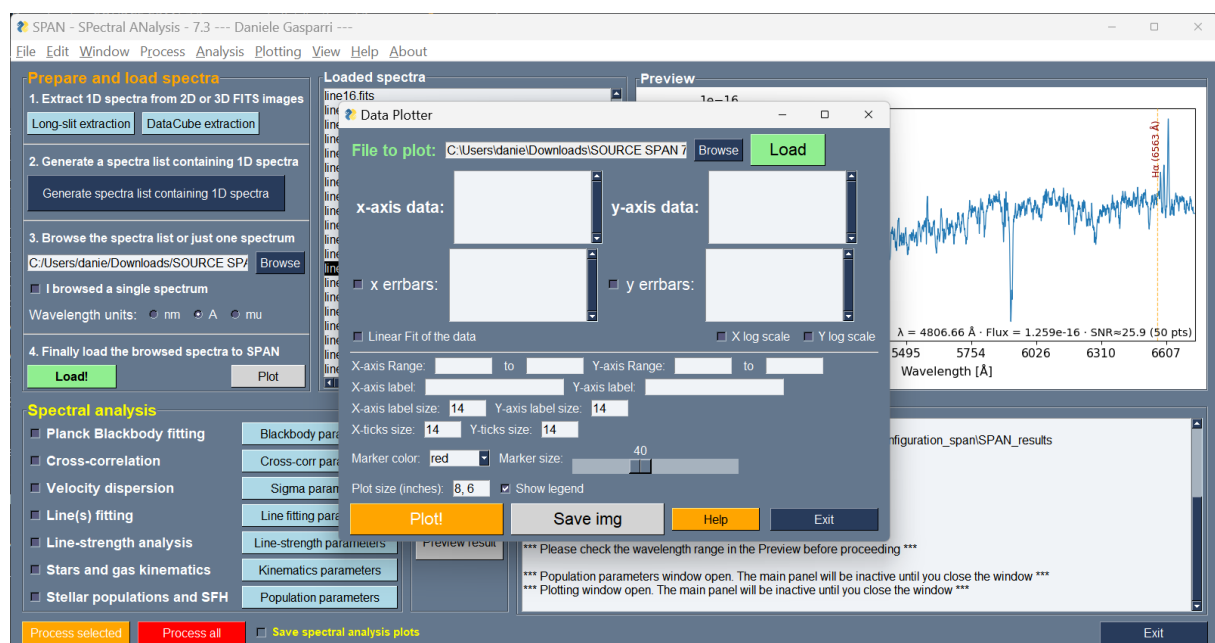 SPAN - SPectral ANalysis - 7.3 --- Daniele Gasparri ---
File Edit Window Process Analysis Plotting View Help About
Prepare and load spectra
1. Extract 1D spectra from 2D or 3D FITS images
Long-slit extraction DataCube extraction
2. Generate a spectra list containing 1D spectra
Generate spectra list containing 1D spectra
3. Browse the spectra list or just one spectrum
C:/Users/danie/Downloads/SOURCE SPA Browse
I browsed a single spectrum
Wavelength units: nm A mu
4. Finally load the browsed spectra to SPAN
Load! Plot
Loaded spectra
line16.fits
Preview
1e-16
Hα (6563 Å)
λ = 4806.66 Å · Flux = 1.259e-16 · SNR≈25.9 (50 pts)
5495 5754 6026 6310 6607
Wavelength [Å]
Data Plotter
File to plot: C:\Users\danie\Downloads\SOURCE SPAN 7 Browse Load
x-axis data: y-axis data:
x errbars: y errbars:
Linear Fit of the data X log scale Y log scale
X-axis Range: to Y-axis Range: to
X-axis label: Y-axis label:
X-axis label size: 14 Y-axis label size: 14
X-ticks size: 14 Y-ticks size: 14
Marker color: red Marker size: 40
Plot size (inches): 8, 6 Show legend
Plot! Save img Help Exit
Spectral analysis
Planck Blackbody fitting Blackbody para
Cross-correlation Cross-corr para
Velocity dispersion Sigma param
Line(s) fitting Line fitting para
Line-strength analysis Line-strength parameters Preview result
Stars and gas kinematics Kinematics parameters
Stellar populations and SFH Population parameters
nfiguration_span\SPAN_results
*** Please check the wavelength range in the Preview before proceeding ***
*** Population parameters window open. The main panel will be inactive until you close the window ***
*** Plotting window open. The main panel will be inactive until you close the window ***
Process selected Process all Save spectral analysis plots Exit